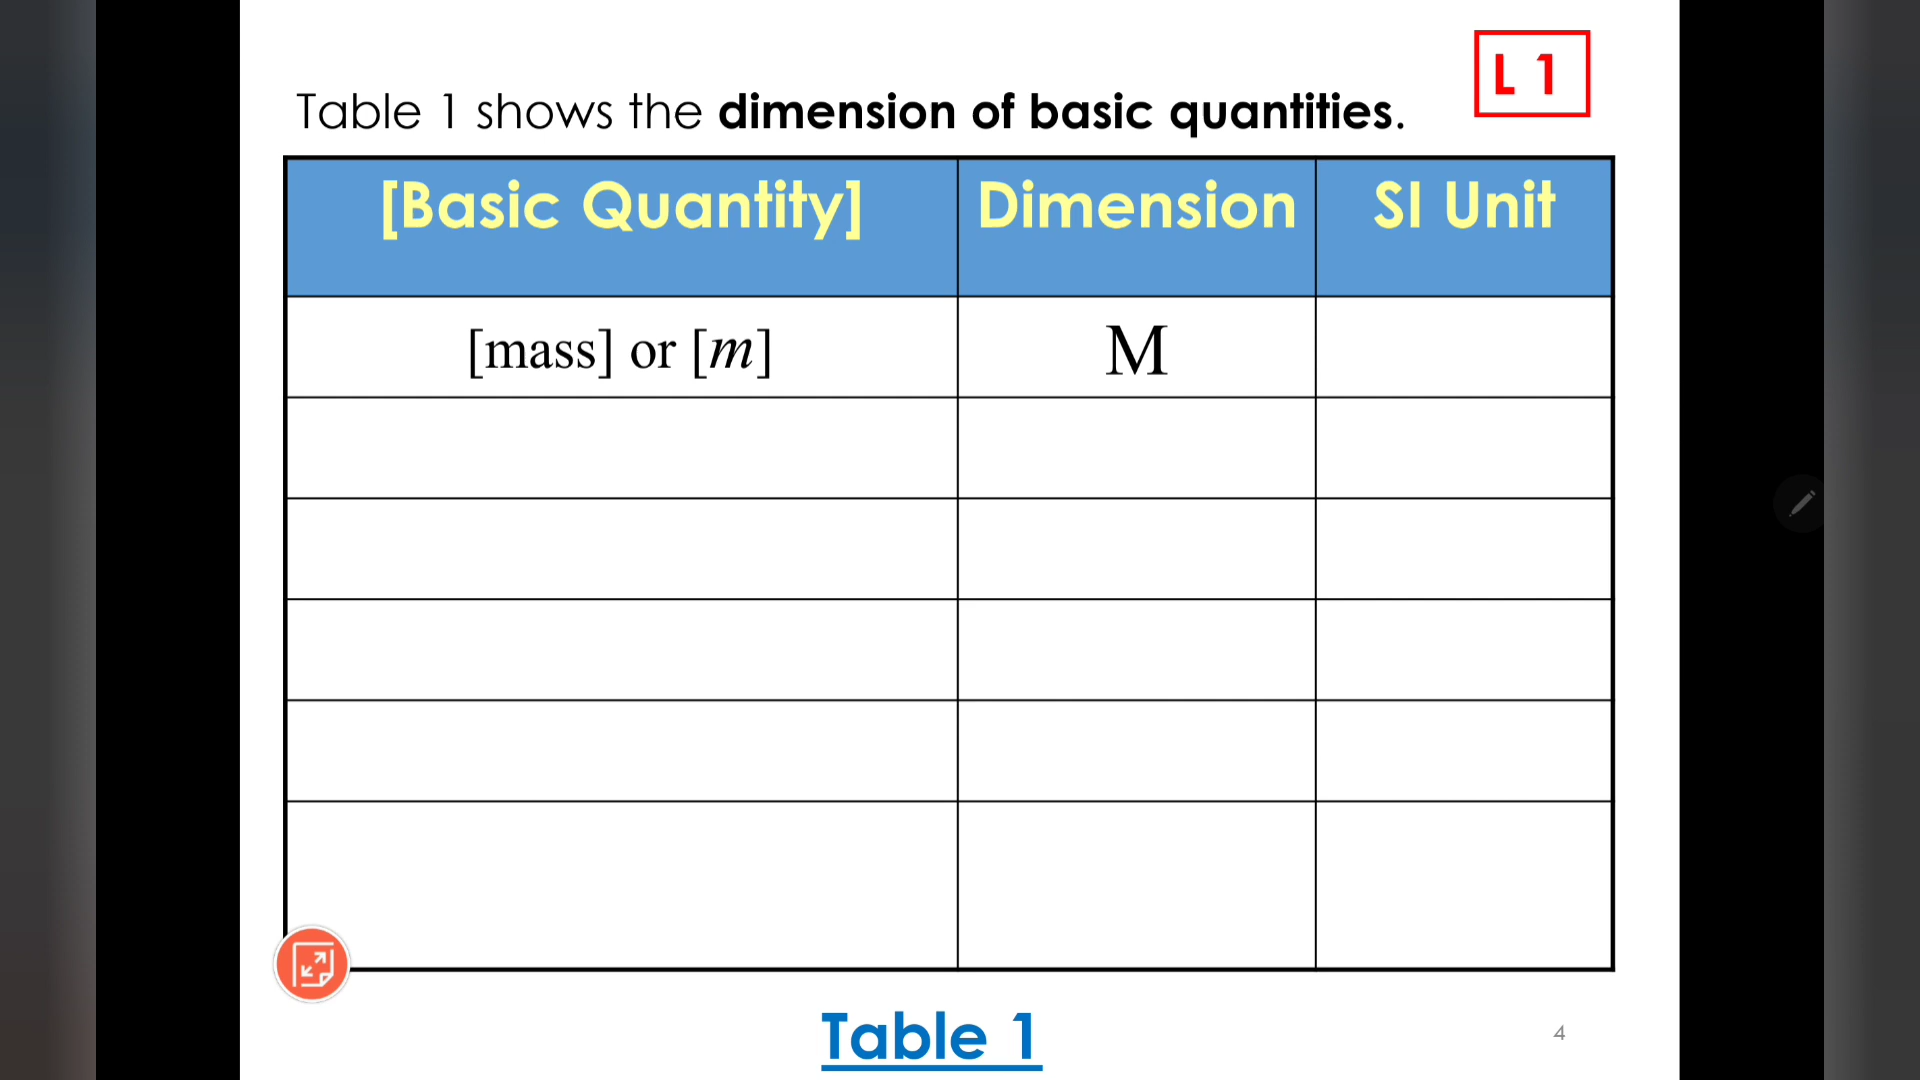 L 1
Table 1 shows the dimension of basic quantities.
[Basic Quantity] Dimension SI Unit
[mass] or [m] M
Table 1
4